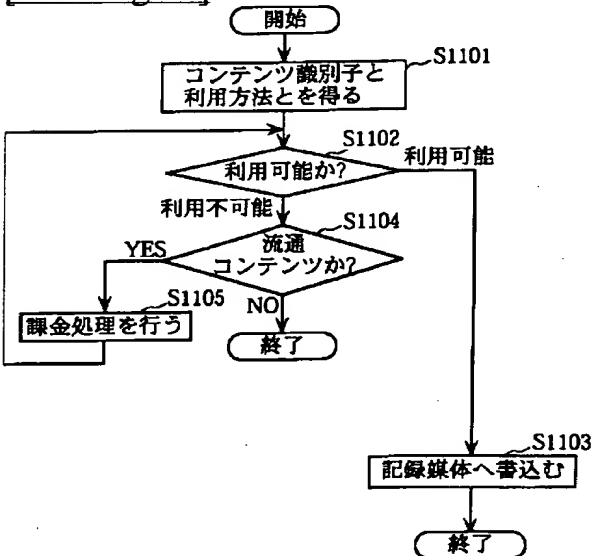 開始
S1101
コンテンツ識別子と
利用方法とを得る
S1102
利用可能か?
利用可能
利用不可能
S1104
流通
コンテンツか?
YES
S1105
課金処理を行う
NO
終了
S1103
記録媒体へ書込む
終了